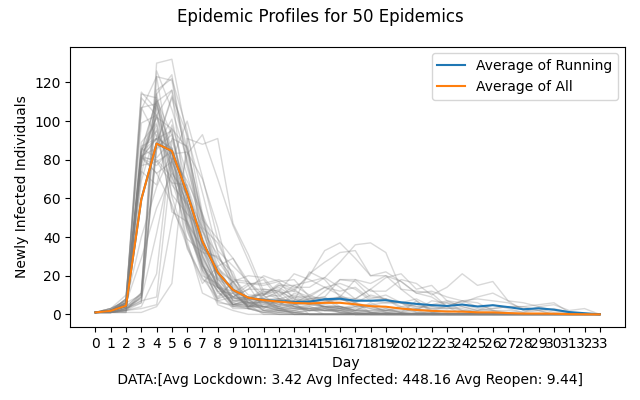 Epidemic Profiles for 50 Epidemics
Average of Running
Average of All
Newly Infected Individuals
120
100
80
60
40
20
0
0 1 2 3 4 5 6 7 8 9 10 11 12 13 14 15 16 17 18 19 20 21 22 23 24 25 26 27 28 29 30 31 32 33
Day
DATA:[Avg Lockdown: 3.42 Avg Infected: 448.16 Avg Reopen: 9.44]